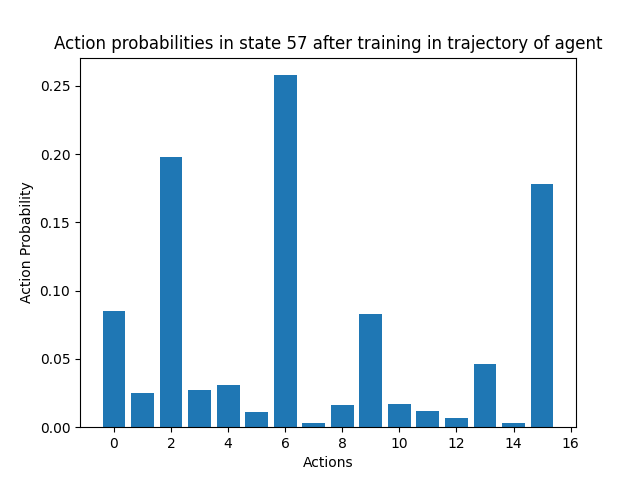 Action probabilities in state 57 after training in trajectory of agent
0.25
0.20
0.15
0.10
0.05
0.00
Action Probability
0 2 4 6 8 10 12 14 16
Actions